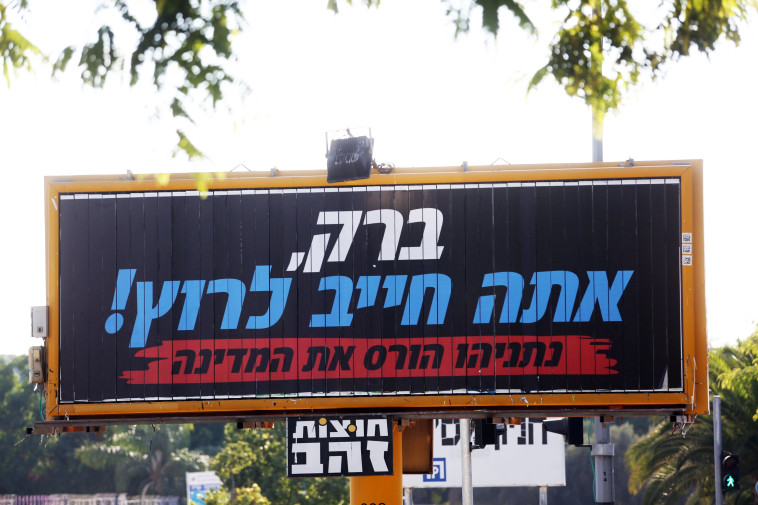 ברק,
אתה חייב לרוץ!
נתניהו הורס את המדינה
חוצות
זהב